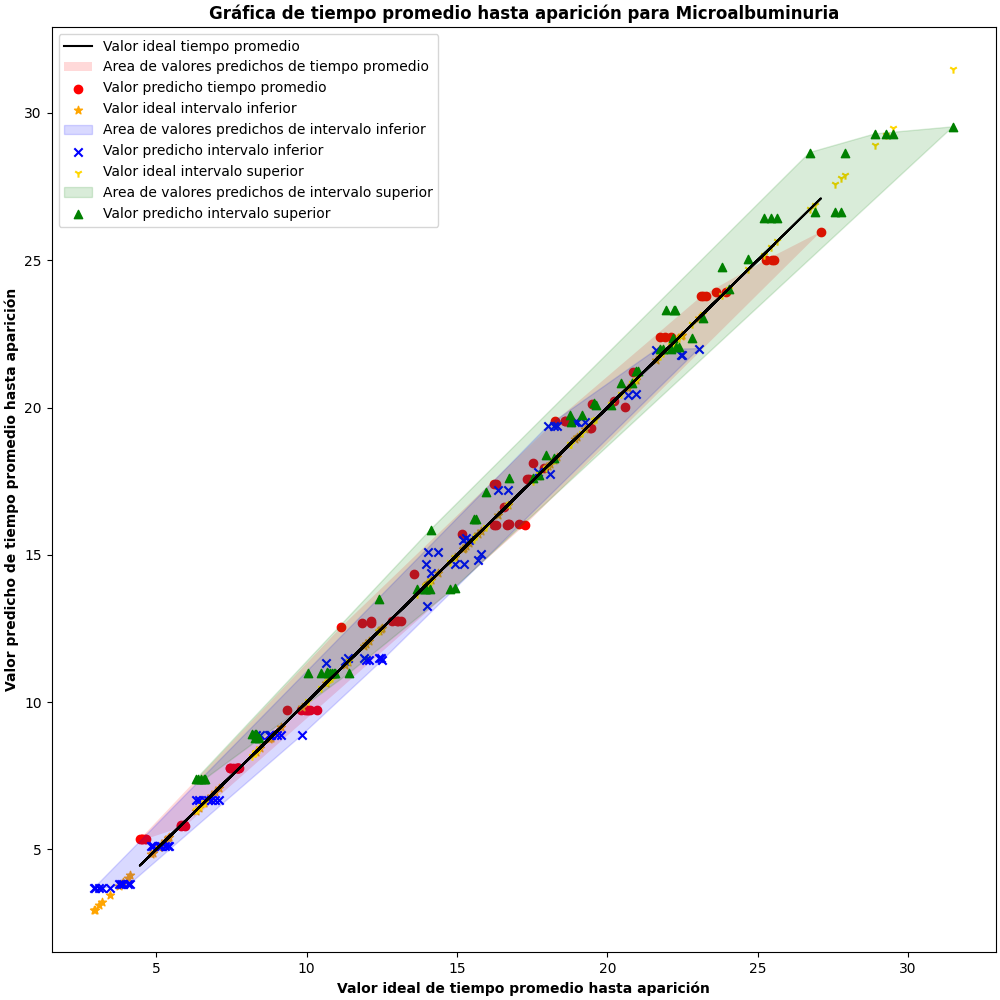 Gráfica de tiempo promedio hasta aparición para Microalbuminuria
Valor ideal tiempo promedio
Area de valores predichos de tiempo promedio
Valor predicho tiempo promedio
Valor ideal intervalo inferior
Area de valores predichos de intervalo inferior
Valor predicho intervalo inferior
Valor ideal intervalo superior
Area de valores predichos de intervalo superior
Valor predicho intervalo superior
Valor predicho de tiempo promedio hasta aparición
30
25
20
15
10
5
5 10 15 20 25 30
Valor ideal de tiempo promedio hasta aparición